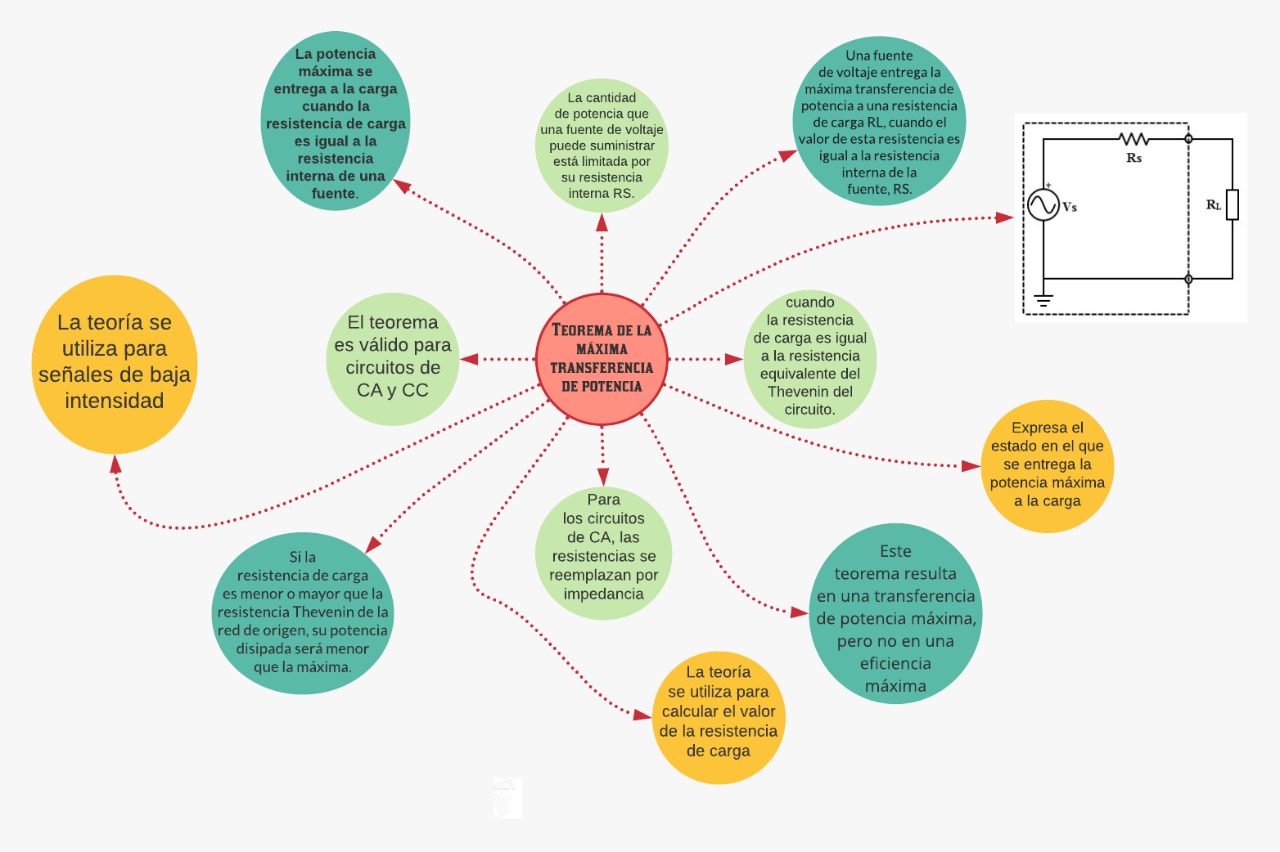 La potencia
máxima se
entrega a la carga
cuando la
resistencia de carga
es igual a la
resistencia
interna de una
fuente.
La cantidad
de potencia que
una fuente de voltaje
puede suministrar
está limitada por
su resistencia
interna RS.
Una fuente
de voltaje entrega la
máxima transferencia de
potencia a una resistencia
de carga RL, cuando el
valor de esta resistencia es
igual a la resistencia
interna de la
fuente, RS.
Rs
+
Vs
RL
La teoría se
utiliza para
señales de baja
intensidad
El teorema
es válido para
circuitos de
CA y CC
Teorema de la
máxima
transferencia
de potencia
cuando
la resistencia
de carga es igual
a la resistencia
equivalente del
Thevenin del
circuito.
Expresa el
estado en el que
se entrega la
potencia máxima
a la carga
Si la
resistencia de carga
es menor o mayor que la
resistencia Thevenin de la
red de origen, su potencia
disipada será menor
que la máxima.
Para
los circuitos
de CA, las
resistencias se
reemplazan por
impedancia
Este
teorema resulta
en una transferencia
de potencia máxima,
pero no en una
eficiencia
máxima
La teoría
se utiliza para
calcular el valor
de la resistencia
de carga